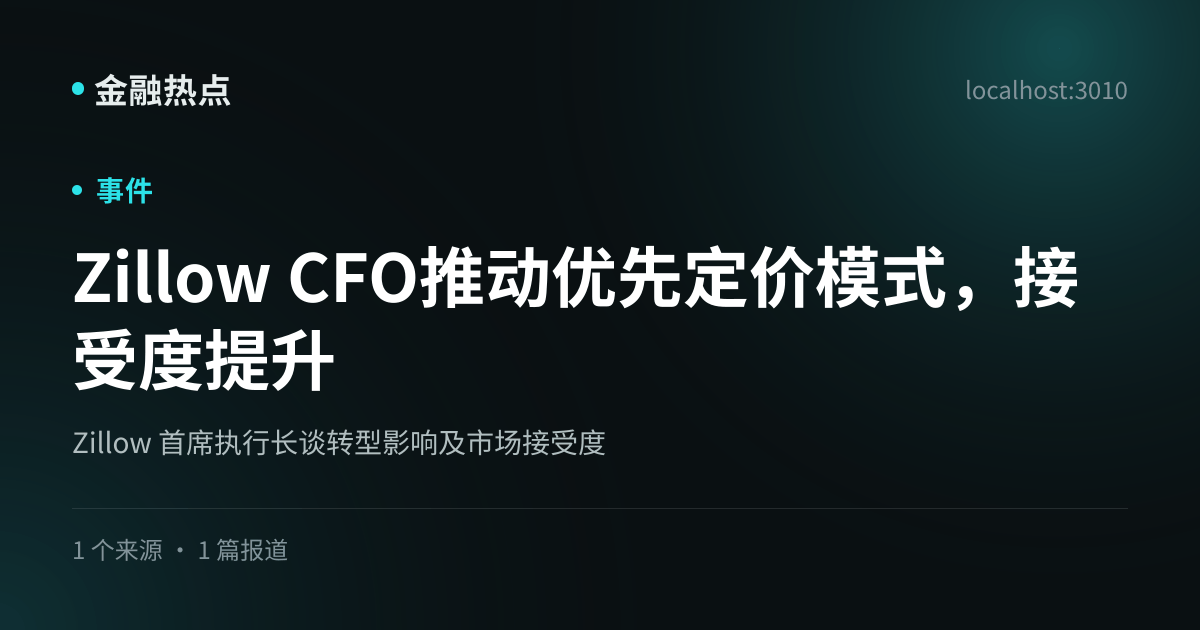 金融热点
localhost:3010
事件
Zillow CFO推动优先定价模式，接
受度提升
Zillow 首席执行长谈转型影响及市场接受度
1 个来源 · 1 篇报道